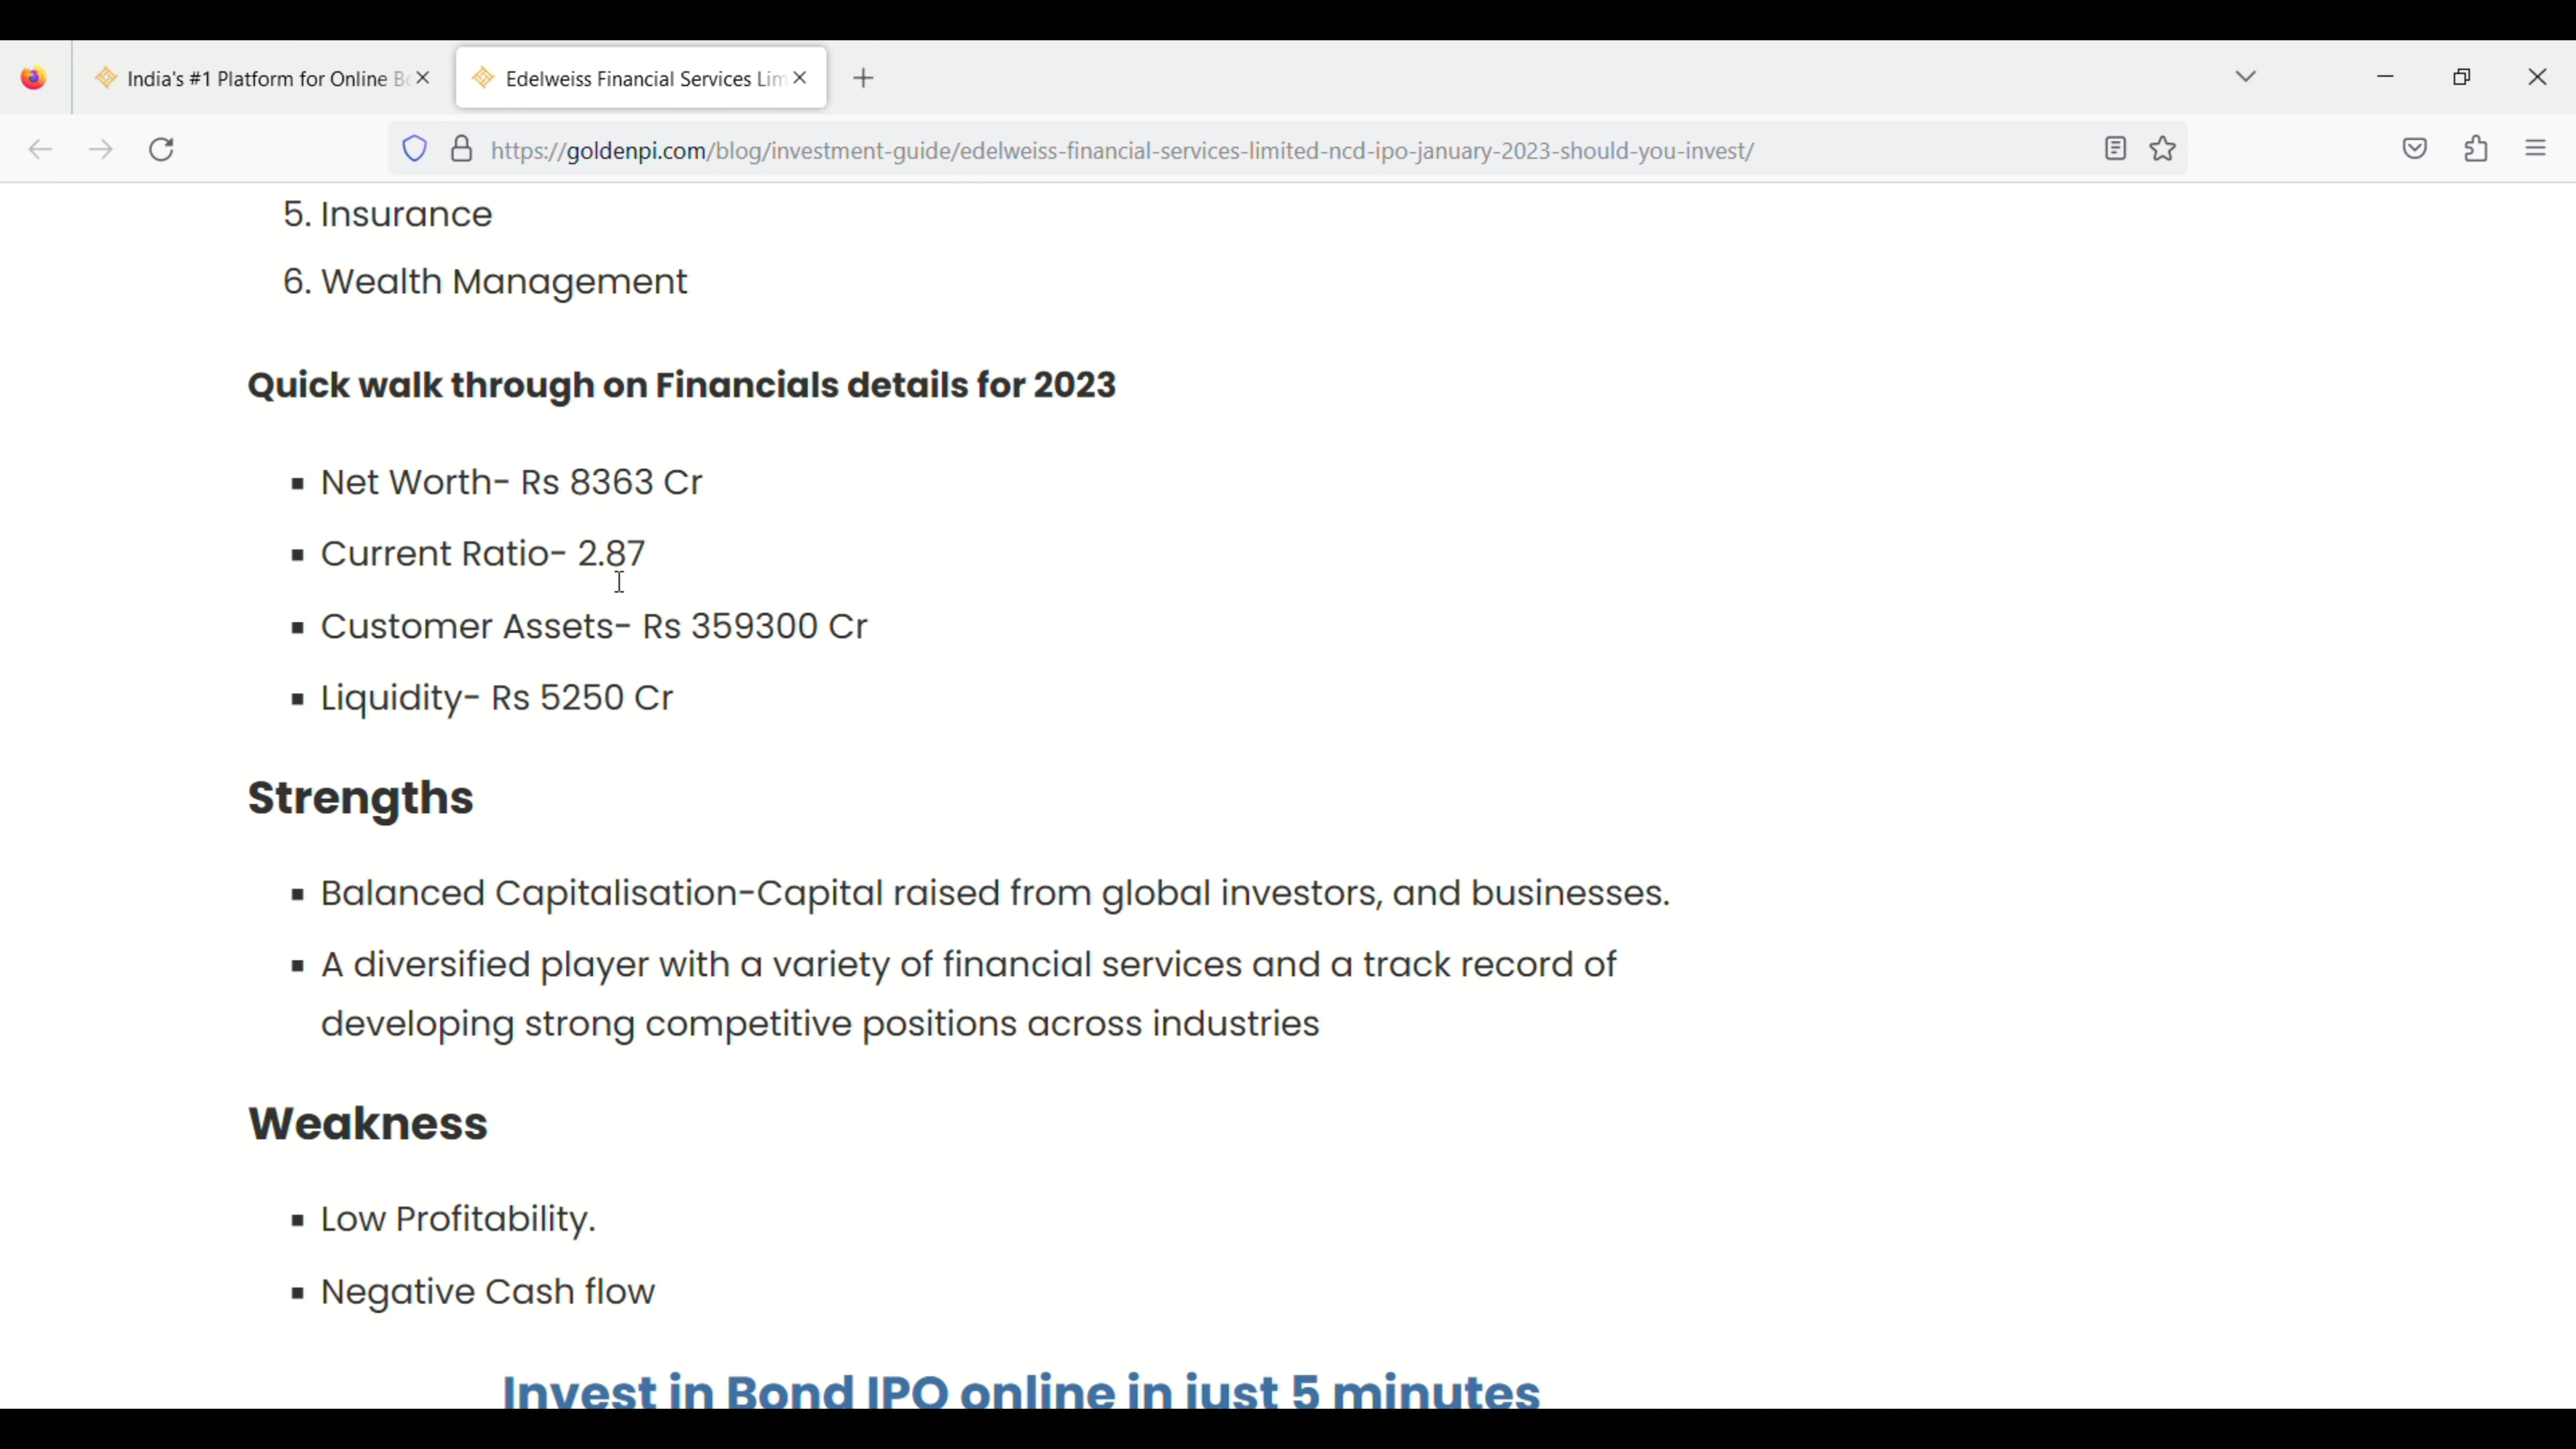 India's #1 Platform for Online Bo
Edelweiss Financial Services Lim
https://goldenpi.com/blog/investment-guide/edelweiss-financial-services-limited-ncd-ipo-january-2023-should-you-invest/
5. Insurance
6. Wealth Management
Quick walk through on Financials details for 2023
▪ Net Worth- Rs 8363 Cr
▪ Current Ratio- 2.87
▪ Customer Assets- Rs 359300 Cr
▪ Liquidity- Rs 5250 Cr
Strengths
▪ Balanced Capitalisation-Capital raised from global investors, and businesses.
▪ A diversified player with a variety of financial services and a track record of
developing strong competitive positions across industries
Weakness
▪ Low Profitability.
▪ Negative Cash flow
Invest in Bond IPO online in just 5 minutes